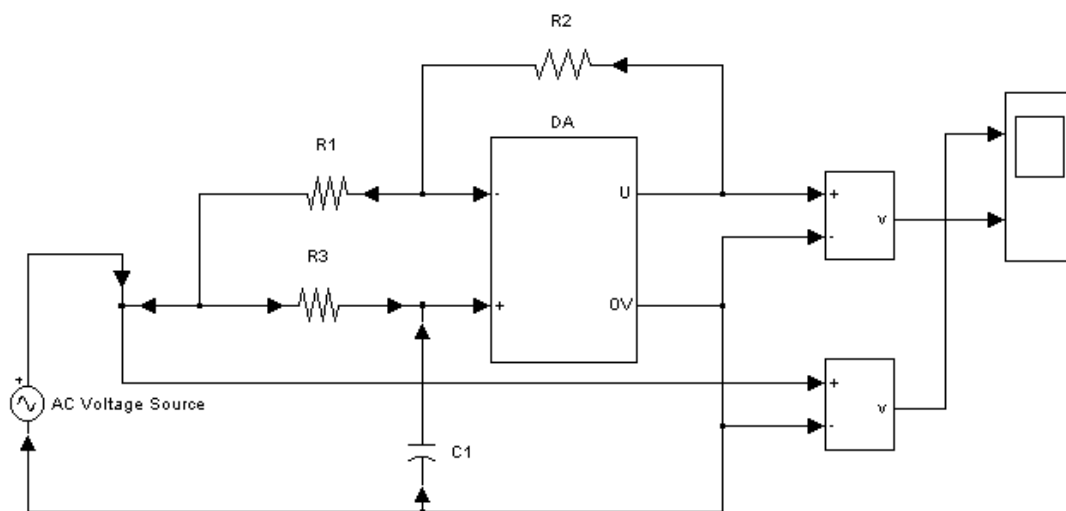 R2
DA
R1
-
U
+
v
-
R3
+
0V
+
AC Voltage Source
+
v
-
C1